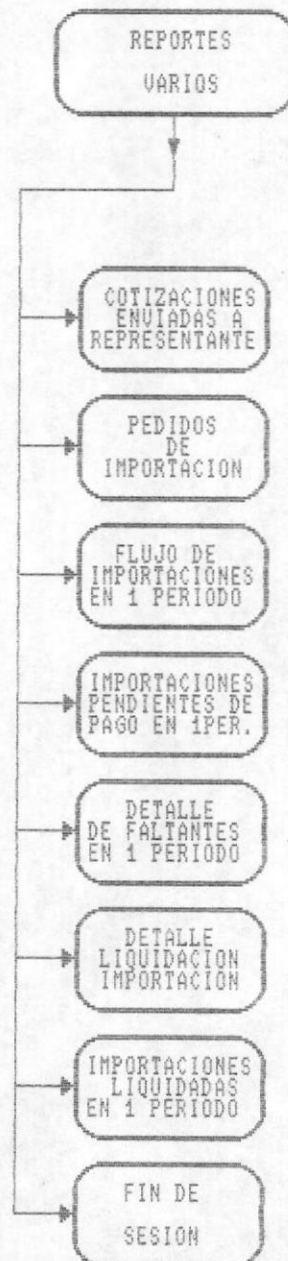 REPORTES
VARIOS
COTIZACIONES
ENVIADAS A
REPRESENTANTE
PEDIDOS
DE
IMPORTACION
FLUJO DE
IMPORTACIONES
EN 1 PERIODO
IMPORTACIONES
PENDIENTES DE
PAGO EN 1PER.
DETALLE
DE FALTANTES
EN 1 PERIODO
DETALLE
LIQUIDACION
IMPORTACION
IMPORTACIONES
LIQUIDADAS
EN 1 PERIODO
FIN DE
SESION